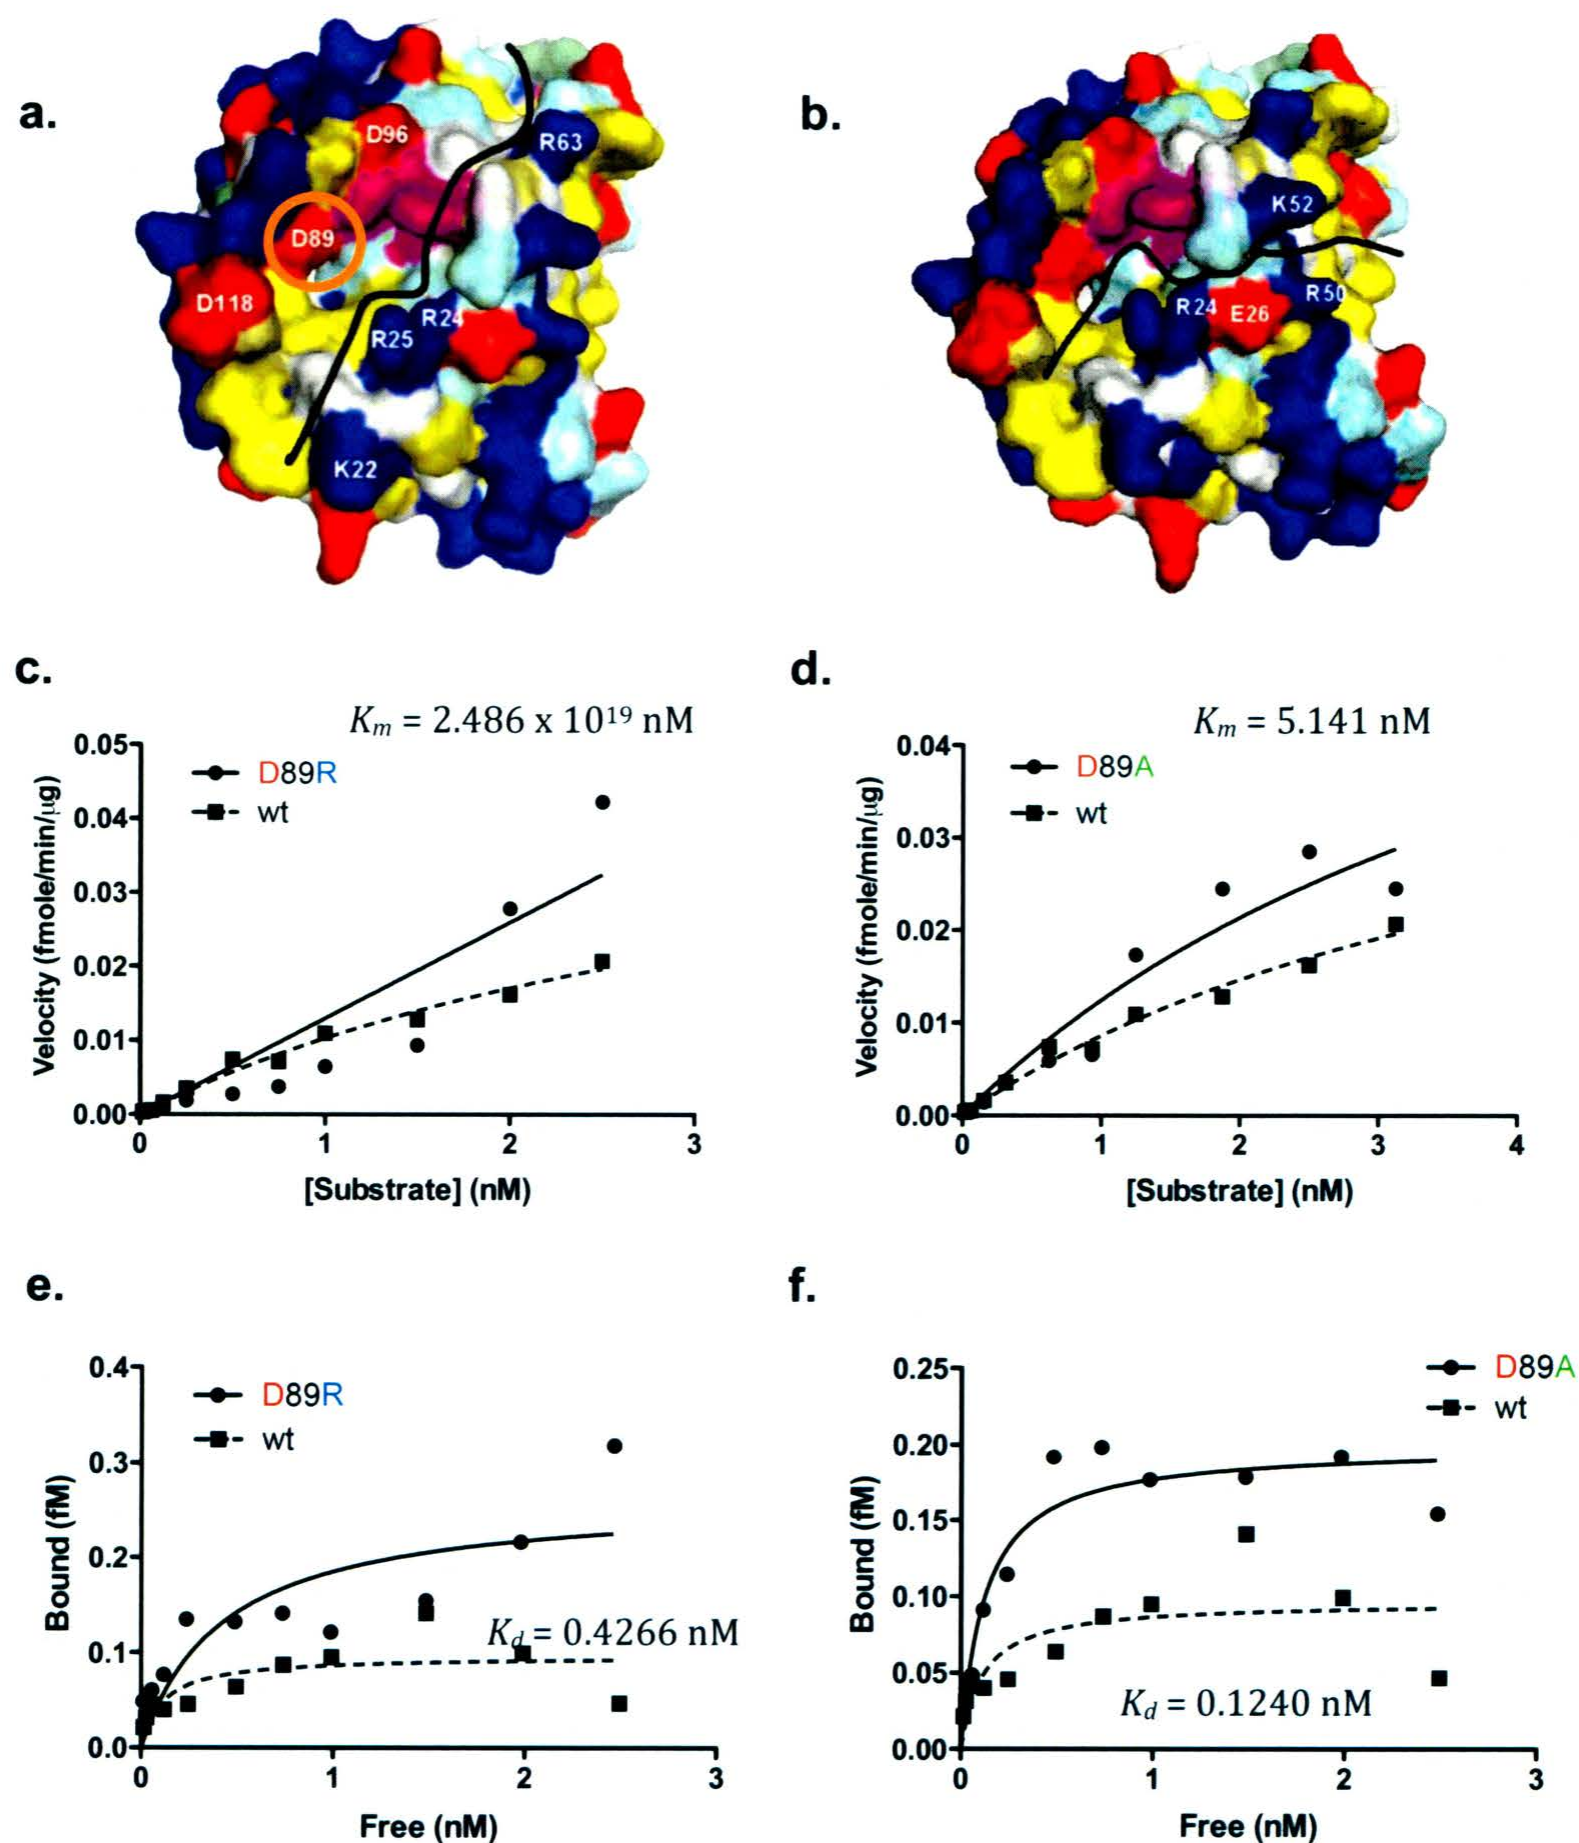 a.
D96
R63
D89
D118
R24
R25
K22
b.
K52
R50
R24
E26
c.
Kₘ = 2.486 x 10¹⁹ nM
D89R
wt
0.05
0.04
0.03
0.02
0.01
0.00
0
1
2
3
Velocity (fmole/min/µg)
[Substrate] (nM)
d.
Kₘ = 5.141 nM
D89A
wt
0.04
0.03
0.02
0.01
0.00
0
1
2
3
4
Velocity (fmole/min/µg)
[Substrate] (nM)
e.
D89R
wt
0.4
0.3
0.2
0.1
0.0
K_d = 0.4266 nM
0
1
2
3
Bound (fM)
Free (nM)
f.
D89A
wt
0.25
0.20
0.15
0.10
0.05
0.00
K_d = 0.1240 nM
0
1
2
3
Bound (fM)
Free (nM)